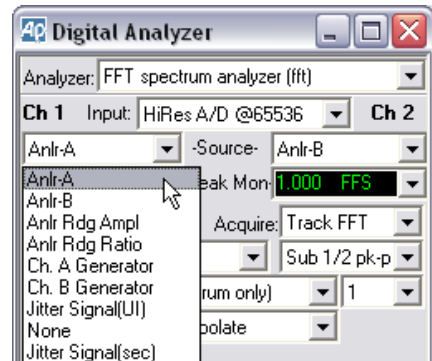 Ap Digital Analyzer
Analyzer: FFT spectrum analyzer (fft)
Ch 1 Input: HiRes A/D @65536 Ch 2
Anlr-A -Source- Anlr-B
Anlr-A eak Mon 1.000 FFS
Anlr-B
Anlr Rdg Ampl Acquire: Track FFT
Anlr Rdg Ratio
Ch. A Generator Sub 1/2 pk-p
Ch. B Generator rum only) 1
Jitter Signal(UI)
None polate
Jitter Signal(sec)